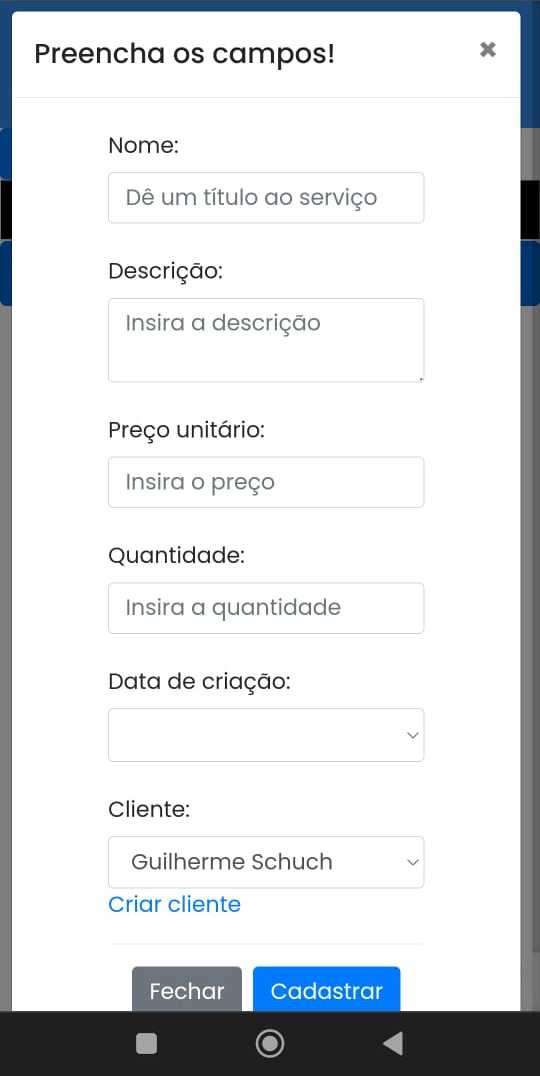 Preencha os campos!
Nome:
Dê um título ao serviço
Descrição:
Insira a descrição
Preço unitário:
Insira o preço
Quantidade:
Insira a quantidade
Data de criação:
Cliente:
Guilherme Schuch
Criar cliente
Fechar
Cadastrar